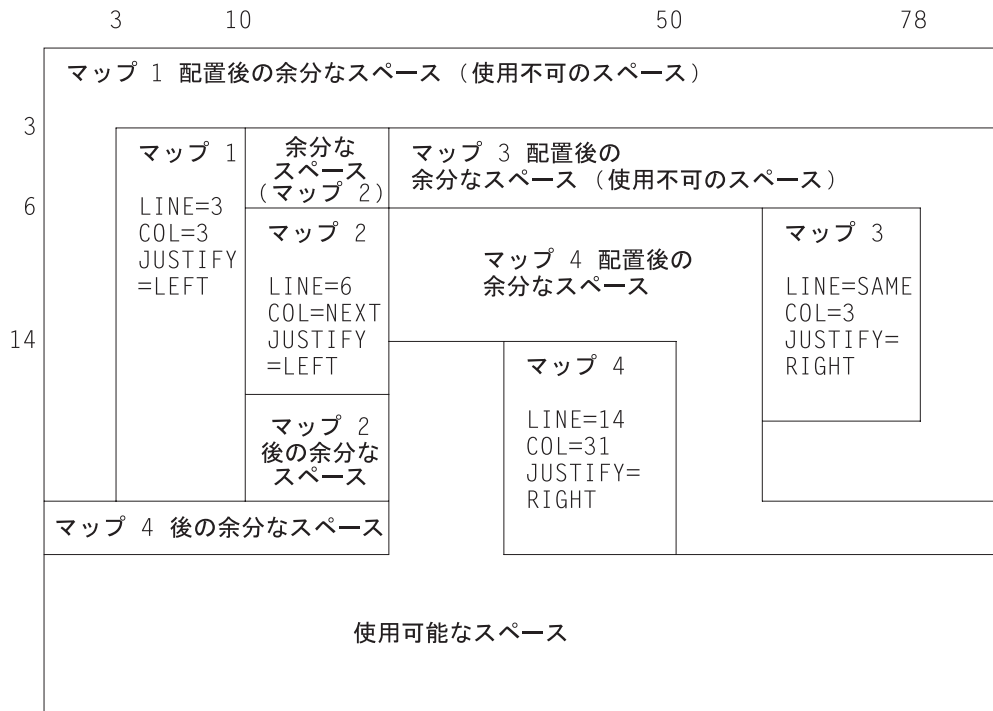 3 10 50 78
マップ 1 配置後の余分なスペース (使用不可のスペース)
3
マップ 1
LINE=3
COL=3
JUSTIFY
=LEFT
余分な
スペース
(マップ 2)
マップ 3 配置後の
余分なスペース (使用不可のスペース)
6
マップ 2
LINE=6
COL=NEXT
JUSTIFY
=LEFT
マップ 4 配置後の
余分なスペース
マップ 3
LINE=SAME
COL=3
JUSTIFY=
RIGHT
14
マップ 4
LINE=14
COL=31
JUSTIFY=
RIGHT
マップ 2
後の余分な
スペース
マップ 4 後の余分なスペース
使用可能なスペース